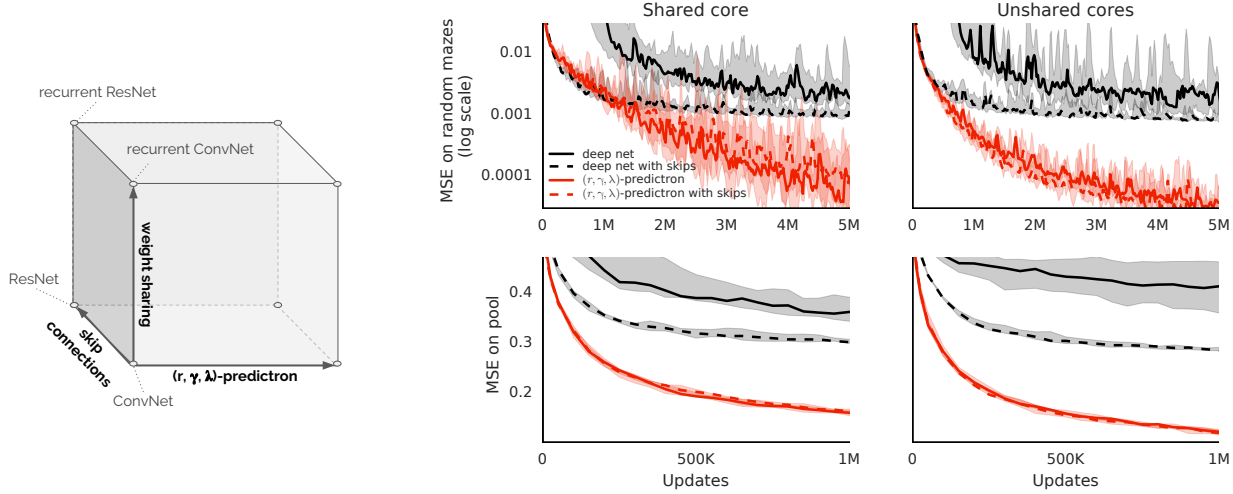 recurrent ResNet
recurrent ConvNet
weight sharing
ResNet
skip
connections
(r, γ, λ)-predictron
ConvNet
Shared core
Unshared cores
MSE on random mazes
(log scale)
0.01
0.001
0.0001
deep net
deep net with skips
(r, γ, λ)-predictron
(r, γ, λ)-predictron with skips
0
1M
2M
3M
4M
5M
0
1M
2M
3M
4M
5M
MSE on pool
0.4
0.3
0.2
0
500K
1M
Updates
0
500K
1M
Updates